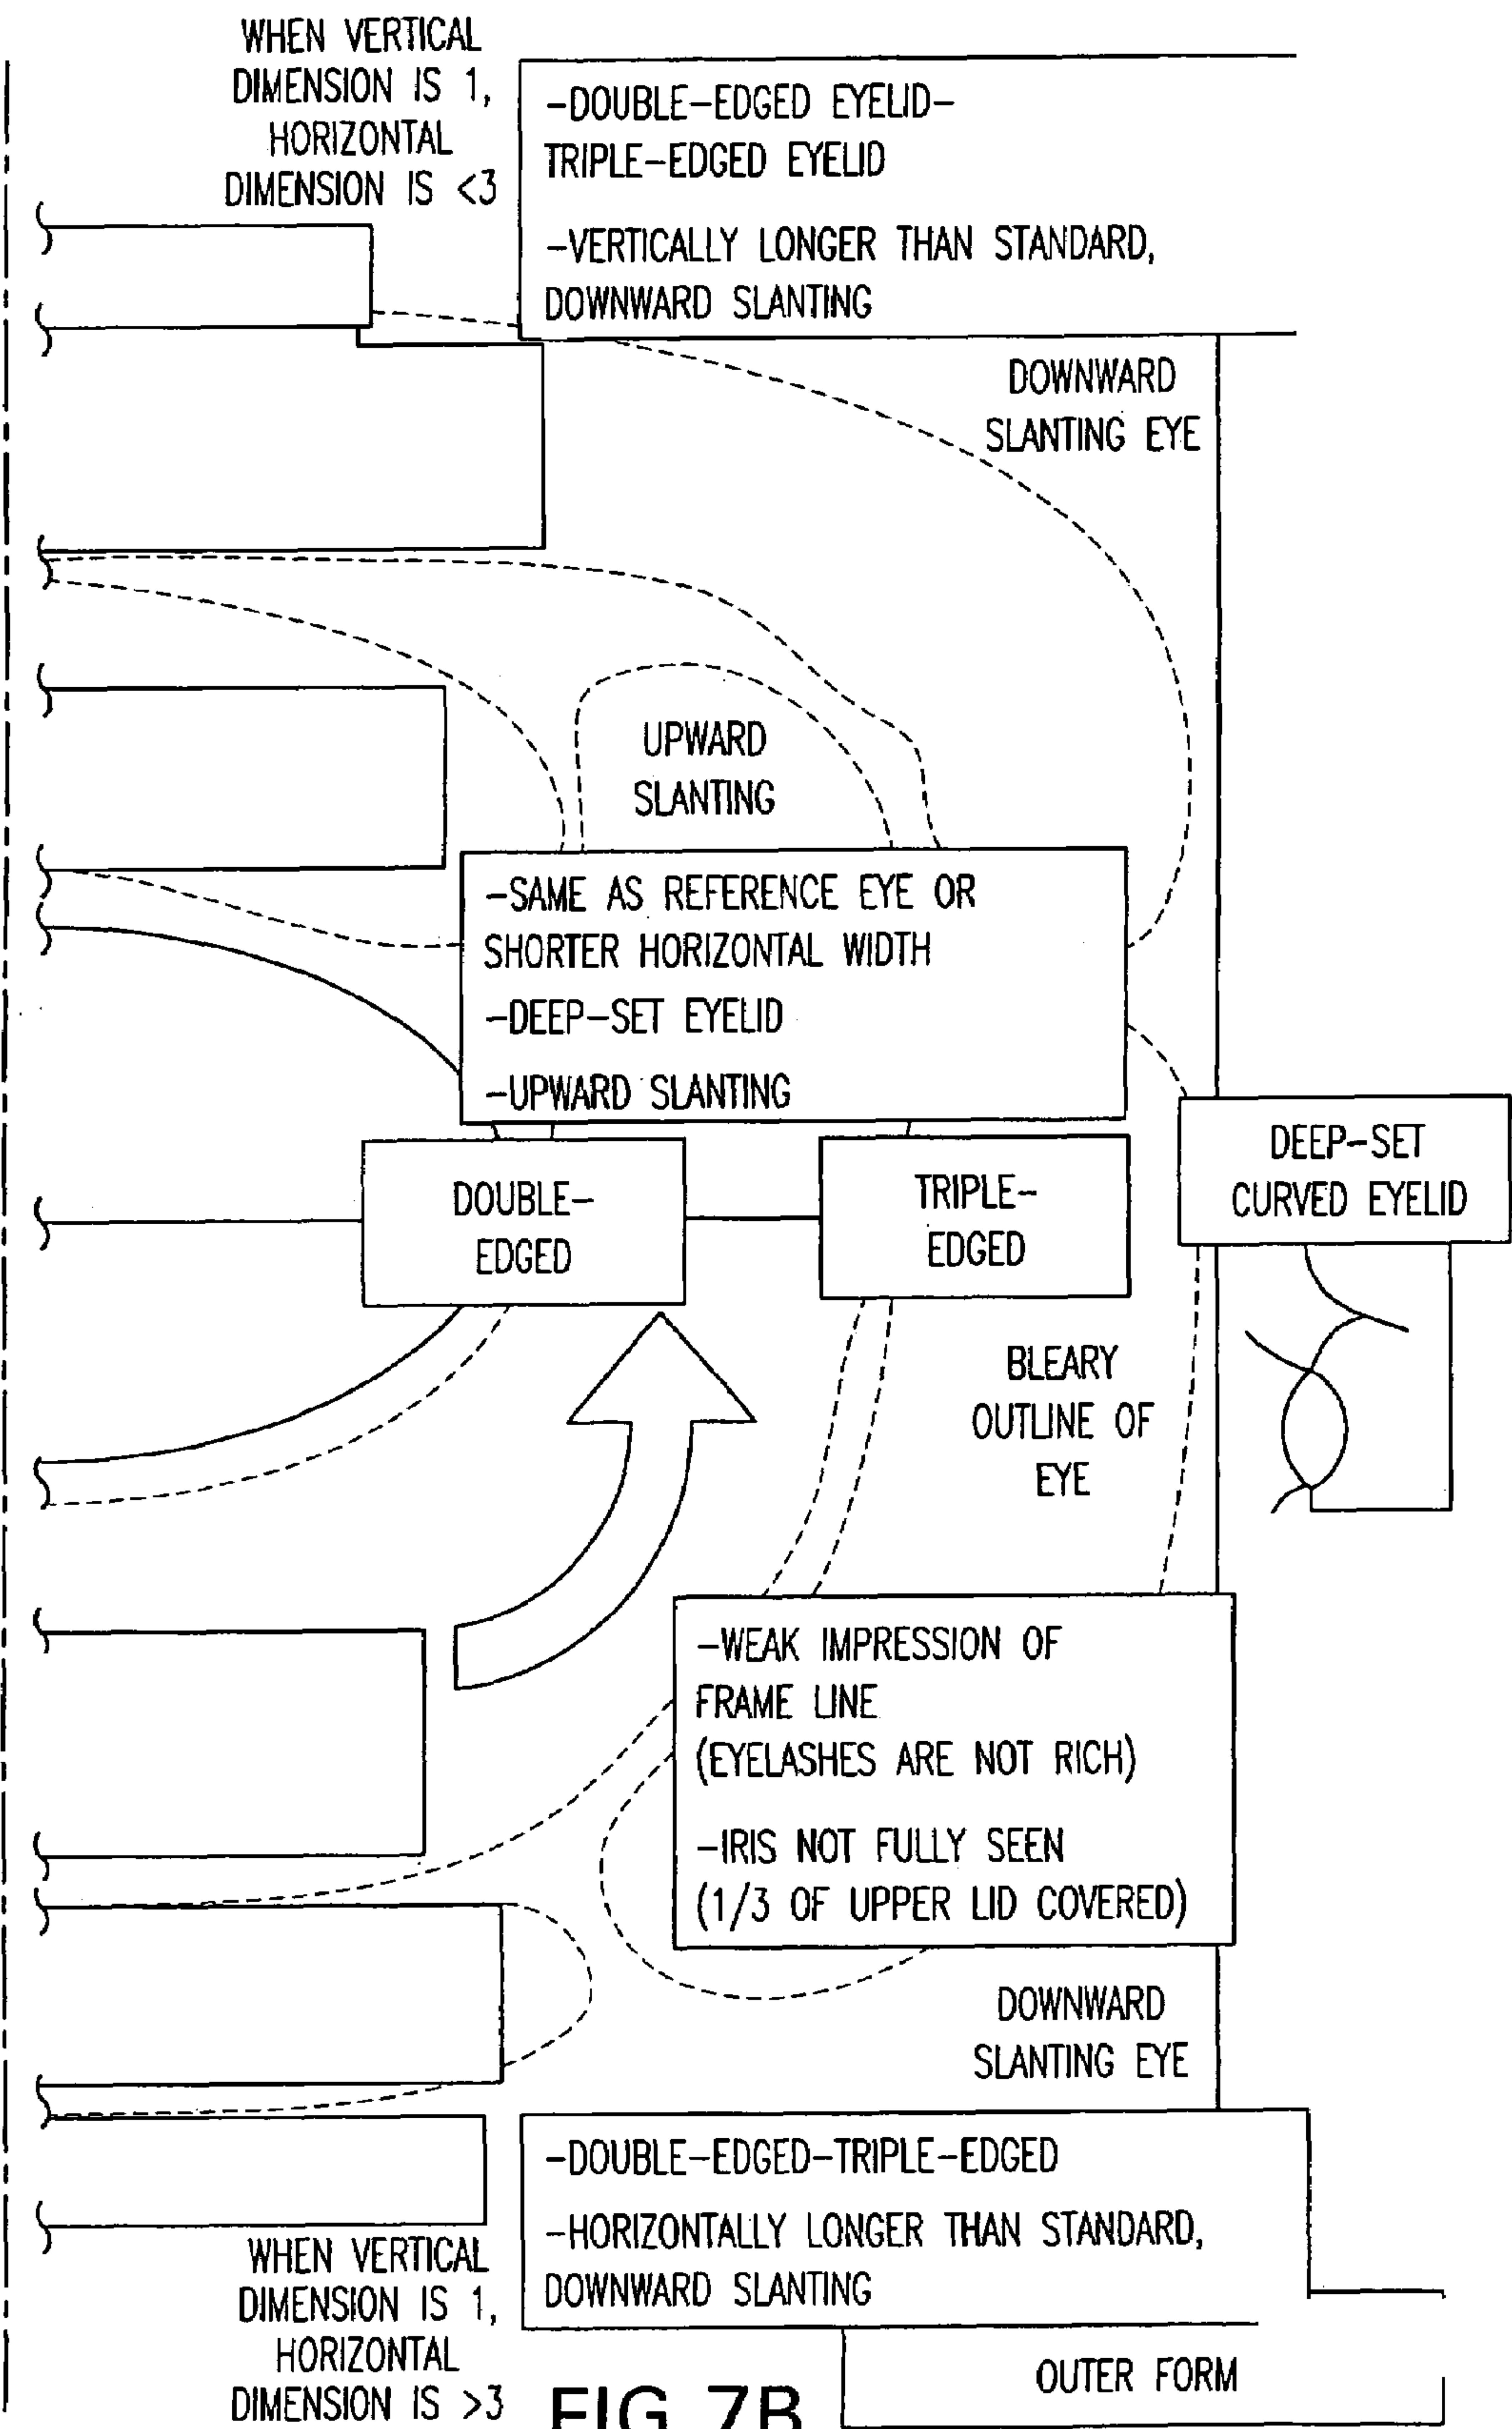 WHEN VERTICAL
DIMENSION IS 1,
HORIZONTAL
DIMENSION IS <3
-DOUBLE-EDGED EYELID-
TRIPLE-EDGED EYELID
-VERTICALLY LONGER THAN STANDARD,
DOWNWARD SLANTING
DOWNWARD
SLANTING EYE
UPWARD
SLANTING
-SAME AS REFERENCE EYE OR
SHORTER HORIZONTAL WIDTH
-DEEP-SET EYELID
-UPWARD SLANTING
DOUBLE-
EDGED
TRIPLE-
EDGED
DEEP-SET
CURVED EYELID
BLEARY
OUTLINE OF
EYE
-WEAK IMPRESSION OF
FRAME LINE
(EYELASHES ARE NOT RICH)
-IRIS NOT FULLY SEEN
(1/3 OF UPPER LID COVERED)
DOWNWARD
SLANTING EYE
-DOUBLE-EDGED-TRIPLE-EDGED
-HORIZONTALLY LONGER THAN STANDARD,
DOWNWARD SLANTING
WHEN VERTICAL
DIMENSION IS 1,
HORIZONTAL
DIMENSION IS >3
OUTER FORM
FIG 7B